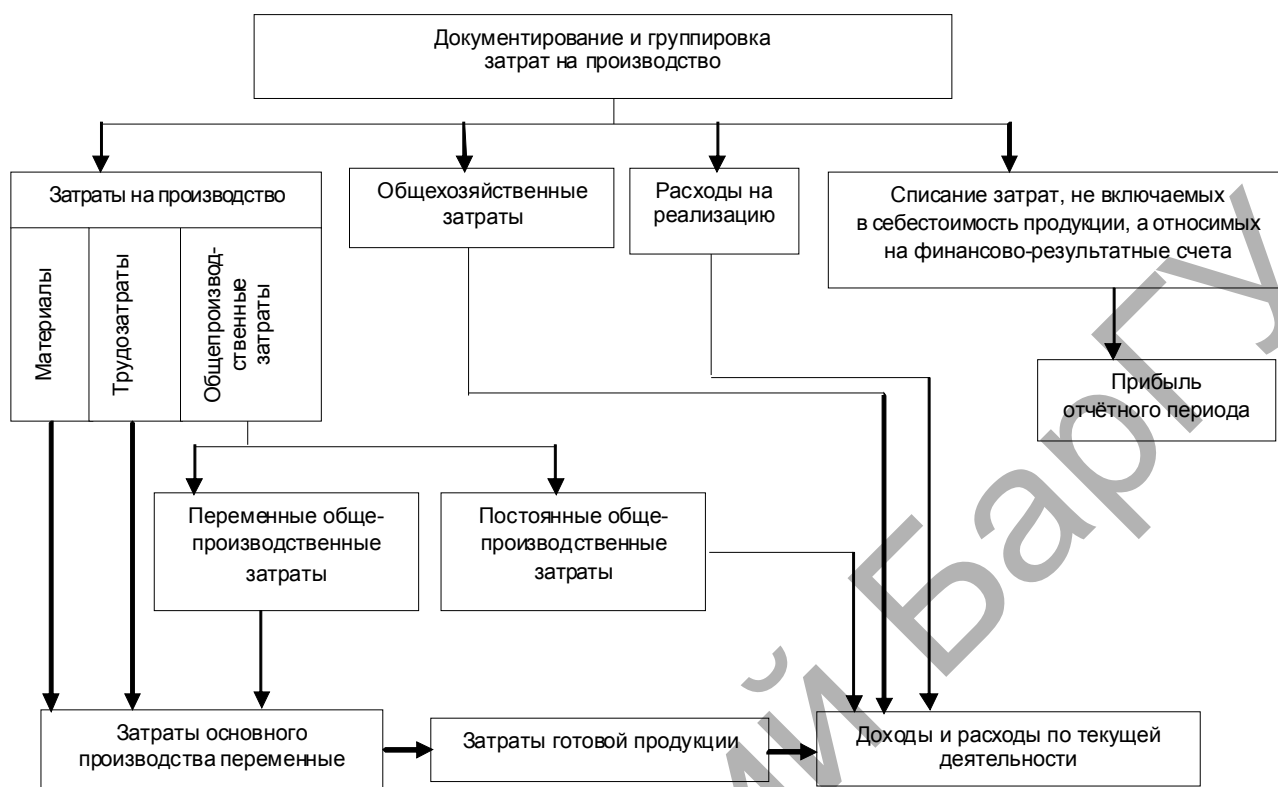 Документирование и группировка
затрат на производство
Затраты на производство
Общехозяйственные
затраты
Расходы на
реализацию
Списание затрат, не включаемых
в себестоимость продукции, а относимых
на финансово-результатные счета
Материалы
Трудозатраты
Общепроизвод-
ственные
затраты
Прибыль
отчётного периода
Переменные обще-
производственные
затраты
Постоянные обще-
производственные
затраты
Затраты основного
производства переменные
Затраты готовой продукции
Доходы и расходы по текущей
деятельности
ий БарГУ